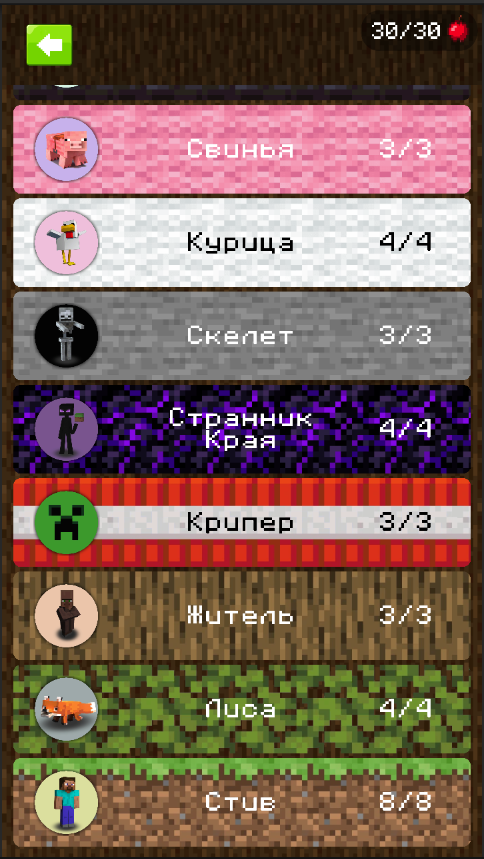 30/30
Свинья 3/3
Курица 4/4
Скелет 3/3
Странник
Края 4/4
Крипер 3/3
Житель 3/3
Лиса 4/4
Стив 8/8